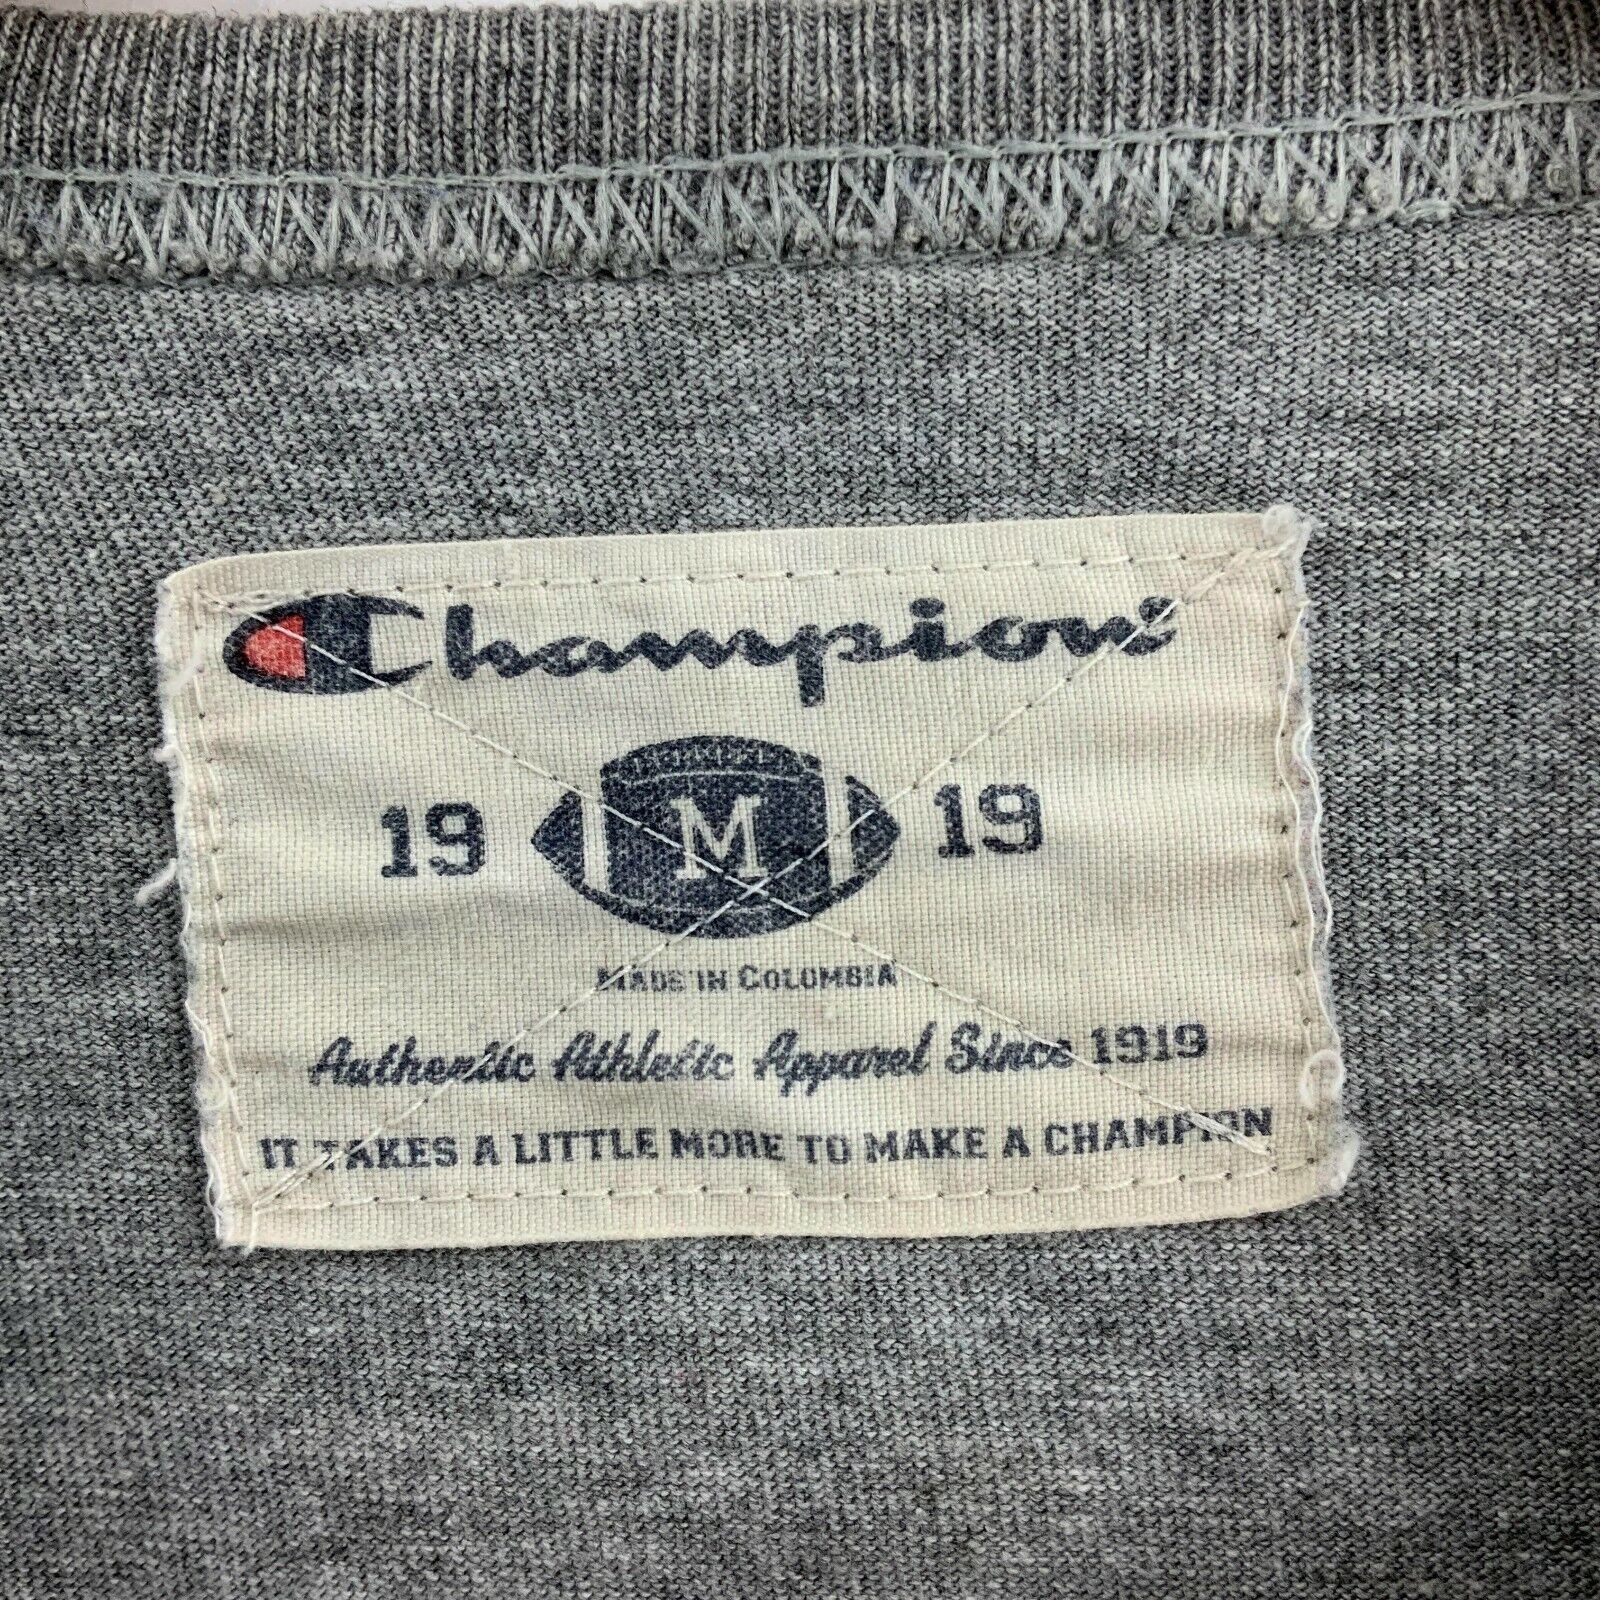 Champion
19 M 19
MADE IN COLOMBIA
Authentic Athletic Apparel Since 1919
IT TAKES A LITTLE MORE TO MAKE A CHAMPION